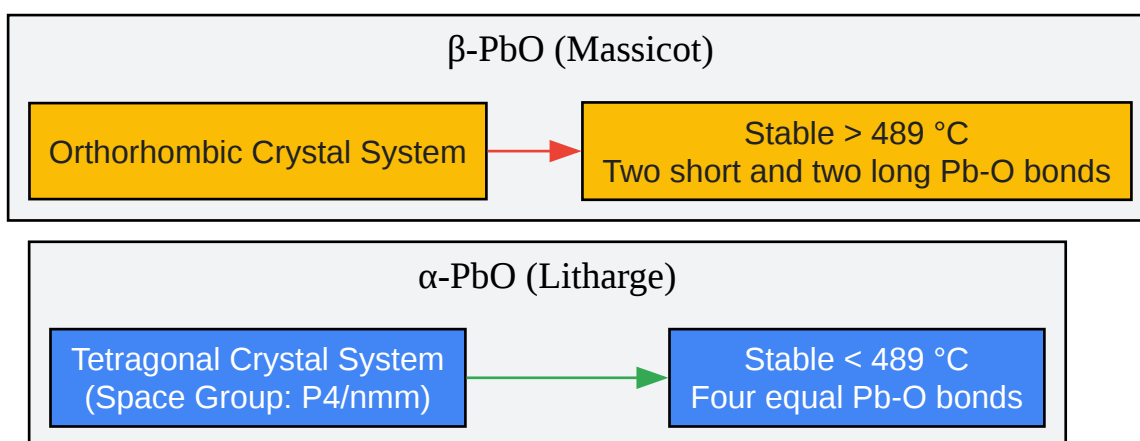 β-PbO (Massicot)
Orthorhombic Crystal System
Stable > 489 °C
Two short and two long Pb-O bonds
α-PbO (Litharge)
Tetragonal Crystal System
(Space Group: P4/nmm)
Stable < 489 °C
Four equal Pb-O bonds